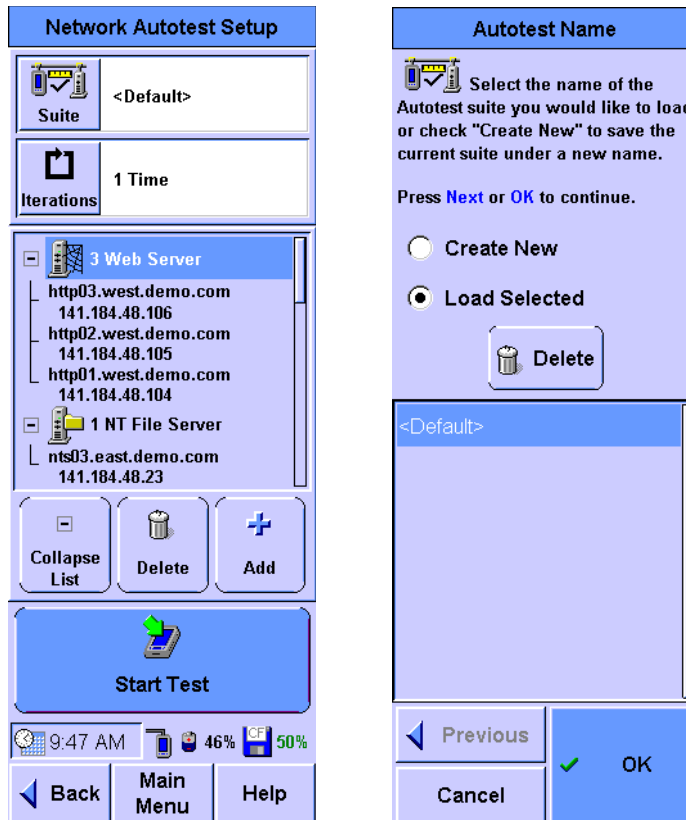 Network Autotest Setup
Suite
<Default>
Iterations
1 Time
3 Web Server
http03.west.demo.com
141.184.48.106
http02.west.demo.com
141.184.48.105
http01.west.demo.com
141.184.48.104
1 NT File Server
nts03.east.demo.com
141.184.48.23
Collapse
List
Delete
Add
Start Test
9:47 AM
46%
CF
50%
Back
Main
Menu
Help
Autotest Name
Select the name of the
Autotest suite you would like to load
or check "Create New" to save the
current suite under a new name.
Press Next or OK to continue.
Create New
Load Selected
Delete
<Default>
Previous
Cancel
OK